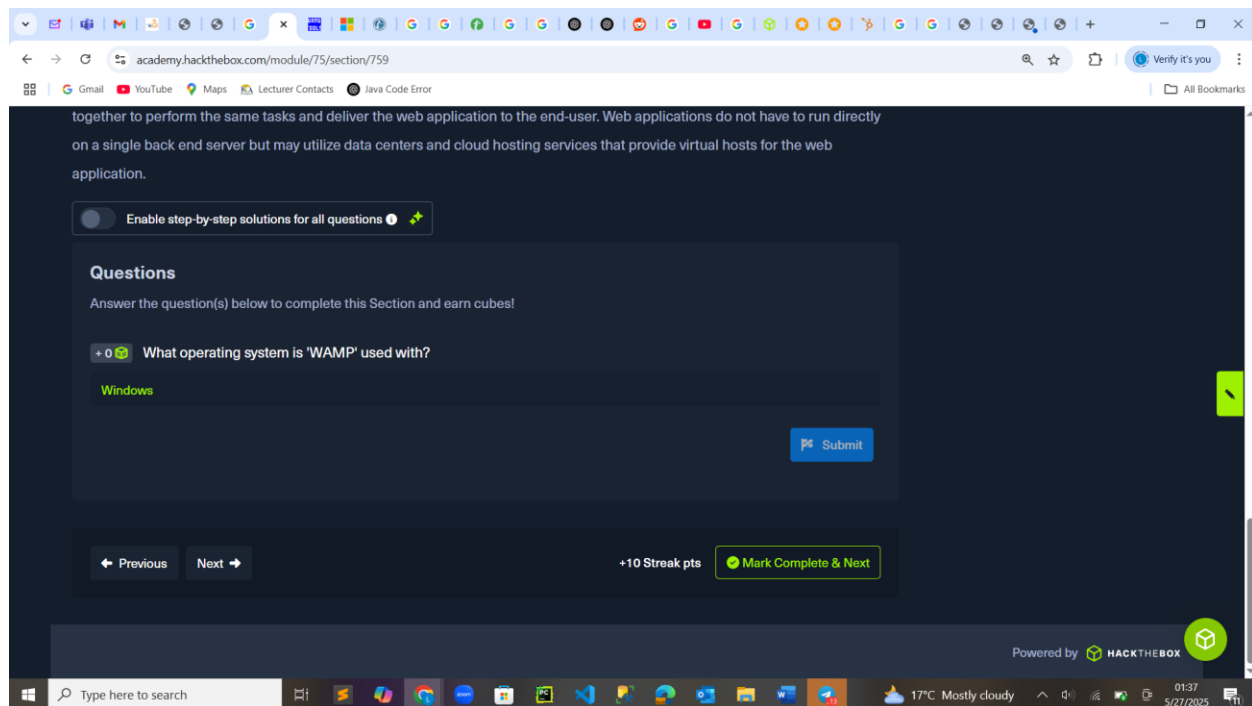 academy.hackthebox.com/module/75/section/759
Verify it's you
Gmail
YouTube
Maps
Lecturer Contacts
Java Code Error
All Bookmarks
together to perform the same tasks and deliver the web application to the end-user. Web applications do not have to run directly
on a single back end server but may utilize data centers and cloud hosting services that provide virtual hosts for the web
application.
Enable step-by-step solutions for all questions
Questions
Answer the question(s) below to complete this Section and earn cubes!
+ 0 What operating system is 'WAMP' used with?
Windows
Submit
Previous
Next
+10 Streak pts
Mark Complete & Next
Powered by HACKTHEBOX
Type here to search
17°C Mostly cloudy
01:37
5/27/2025